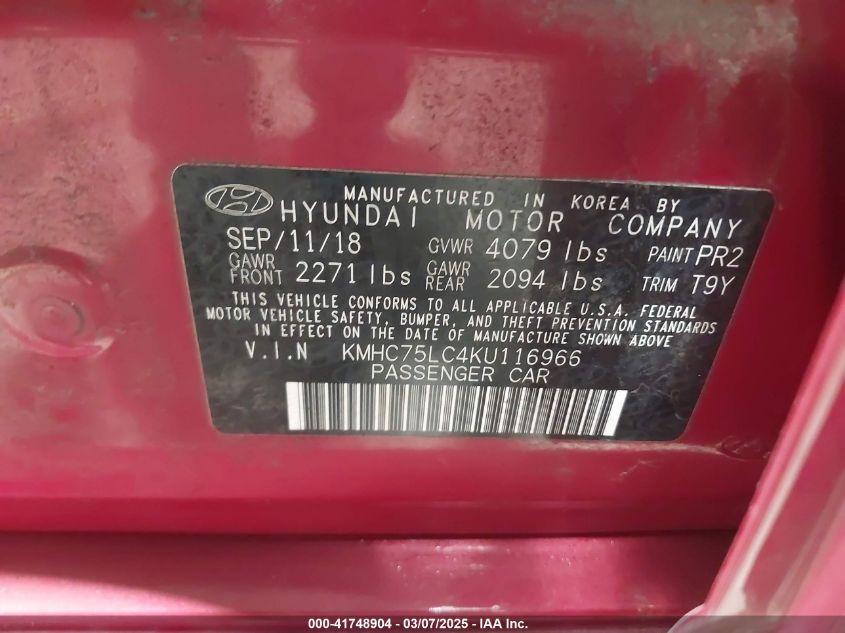 MANUFACTURED IN KOREA BY
HYUNDAI MOTOR COMPANY
SEP/11/18 GVWR 4079 lbs PAINT PR2
GAWR FRONT 2271 lbs GAWR REAR 2094 lbs TRIM T9Y
THIS VEHICLE CONFORMS TO ALL APPLICABLE U.S.A. FEDERAL
MOTOR VEHICLE SAFETY, BUMPER, AND THEFT PREVENTION STANDARDS
IN EFFECT ON THE DATE OF MANUFACTURE SHOWN ABOVE
V.I.N KMHC75LC4KU116966
PASSENGER CAR
000-41748904 - 03/07/2025 - IAA Inc.